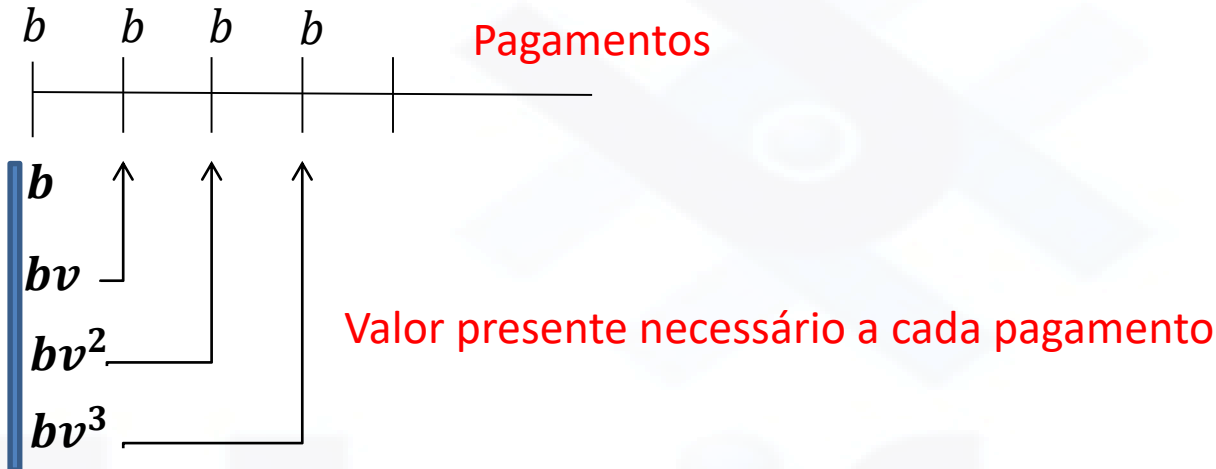 b b b b
Pagamentos
b
bv
bv²
Valor presente necessário a cada pagamento
bv³